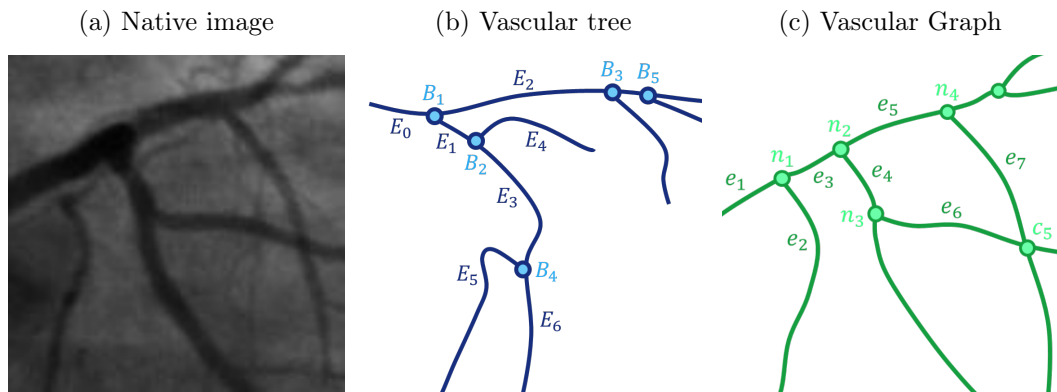 (a) Native image
(b) Vascular tree
(c) Vascular Graph
B₁
E₂
B₃
B₅
E₀
E₁
B₂
E₄
E₃
E₅
B₄
E₆
n₄
e₅
n₂
n₁
e₁
e₃
e₄
e₇
n₃
e₆
e₂
c₅